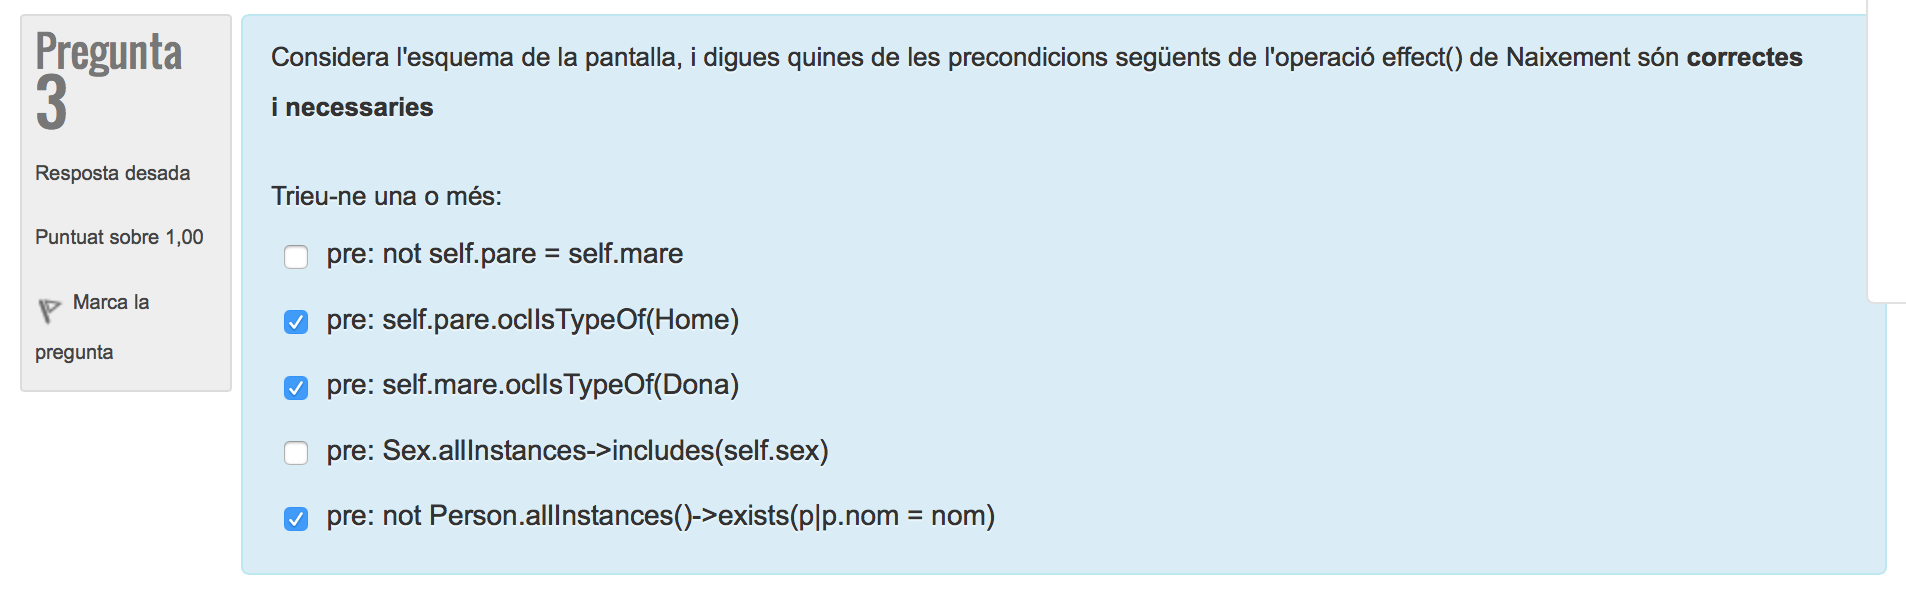 Pregunta
3
Resposta desada
Puntuat sobre 1,00
Marca la
pregunta
Considera l'esquema de la pantalla, i digues quines de les precondicions següents de l'operació effect() de Naixement són correctes
i necessaries
Trieu-ne una o més:
pre: not self.pare = self.mare
pre: self.pare.oclIsTypeOf(Home)
pre: self.mare.oclIsTypeOf(Dona)
pre: Sex.allInstances->includes(self.sex)
pre: not Person.allInstances()->exists(p|p.nom = nom)